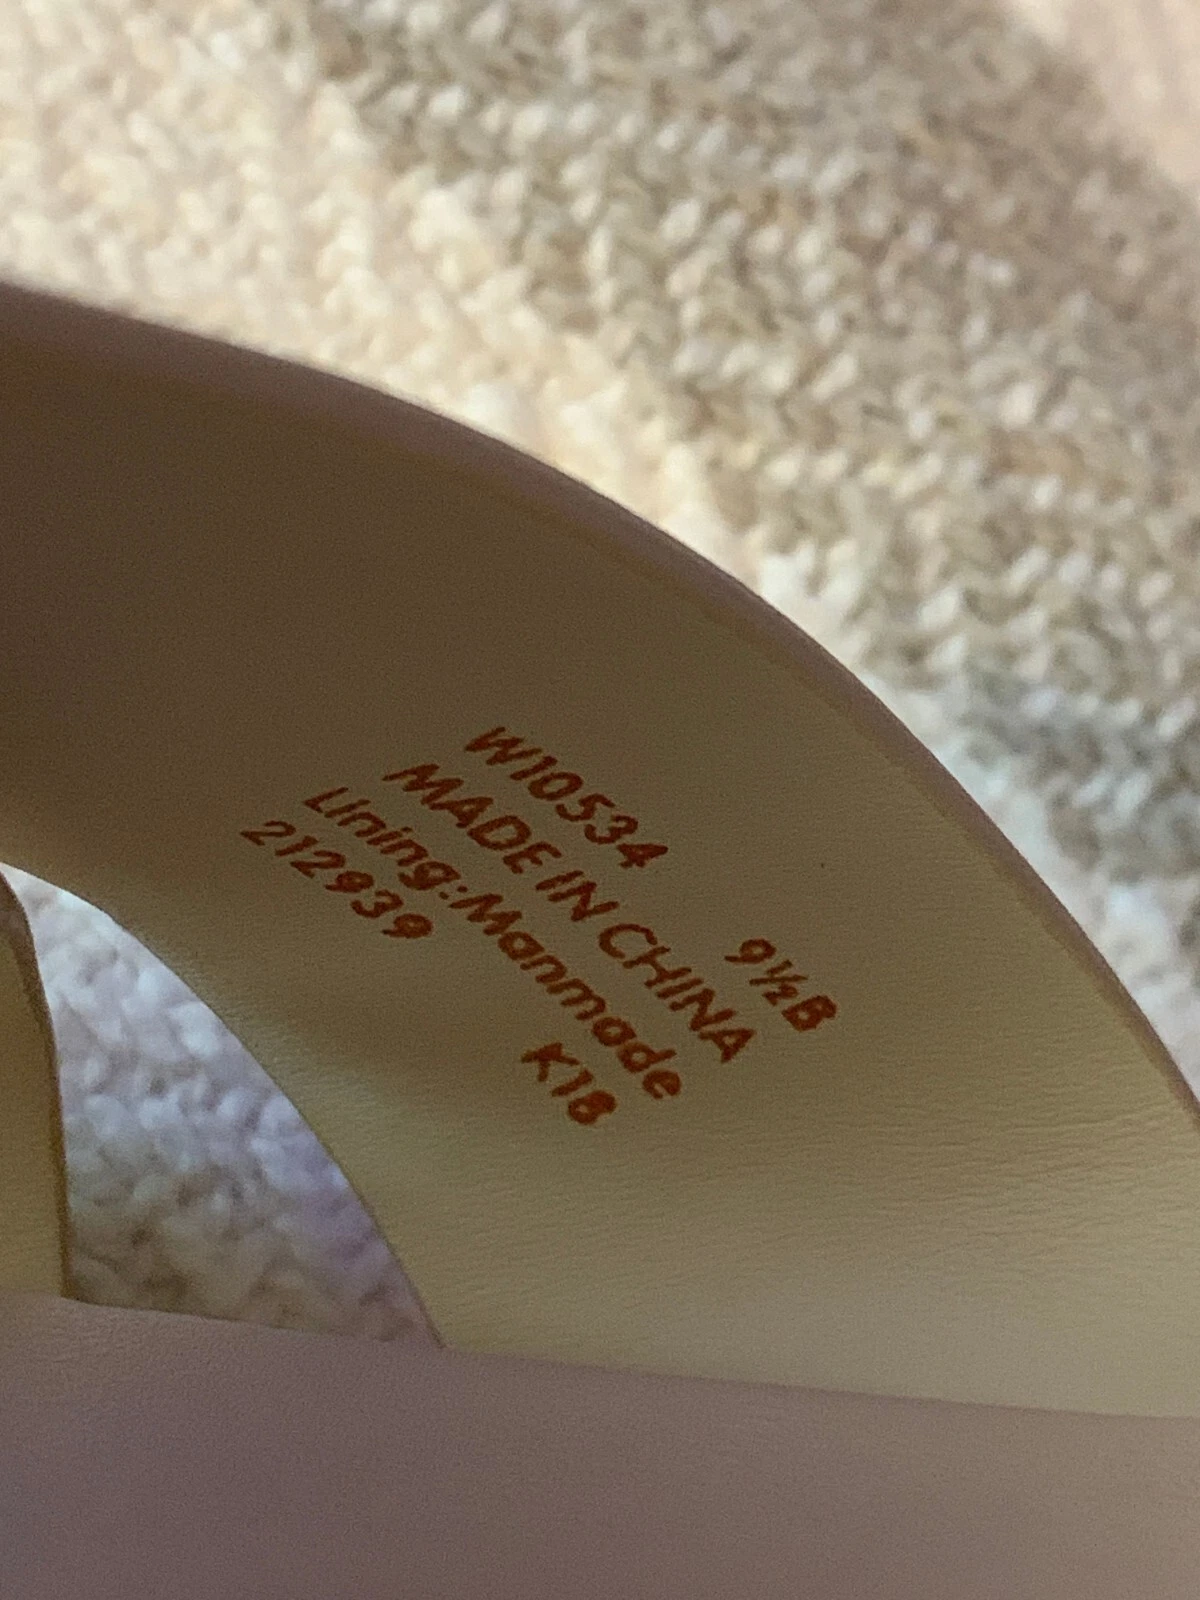 W10534 9½B
MADE IN CHINA
Lining:Manmade
212939 K18